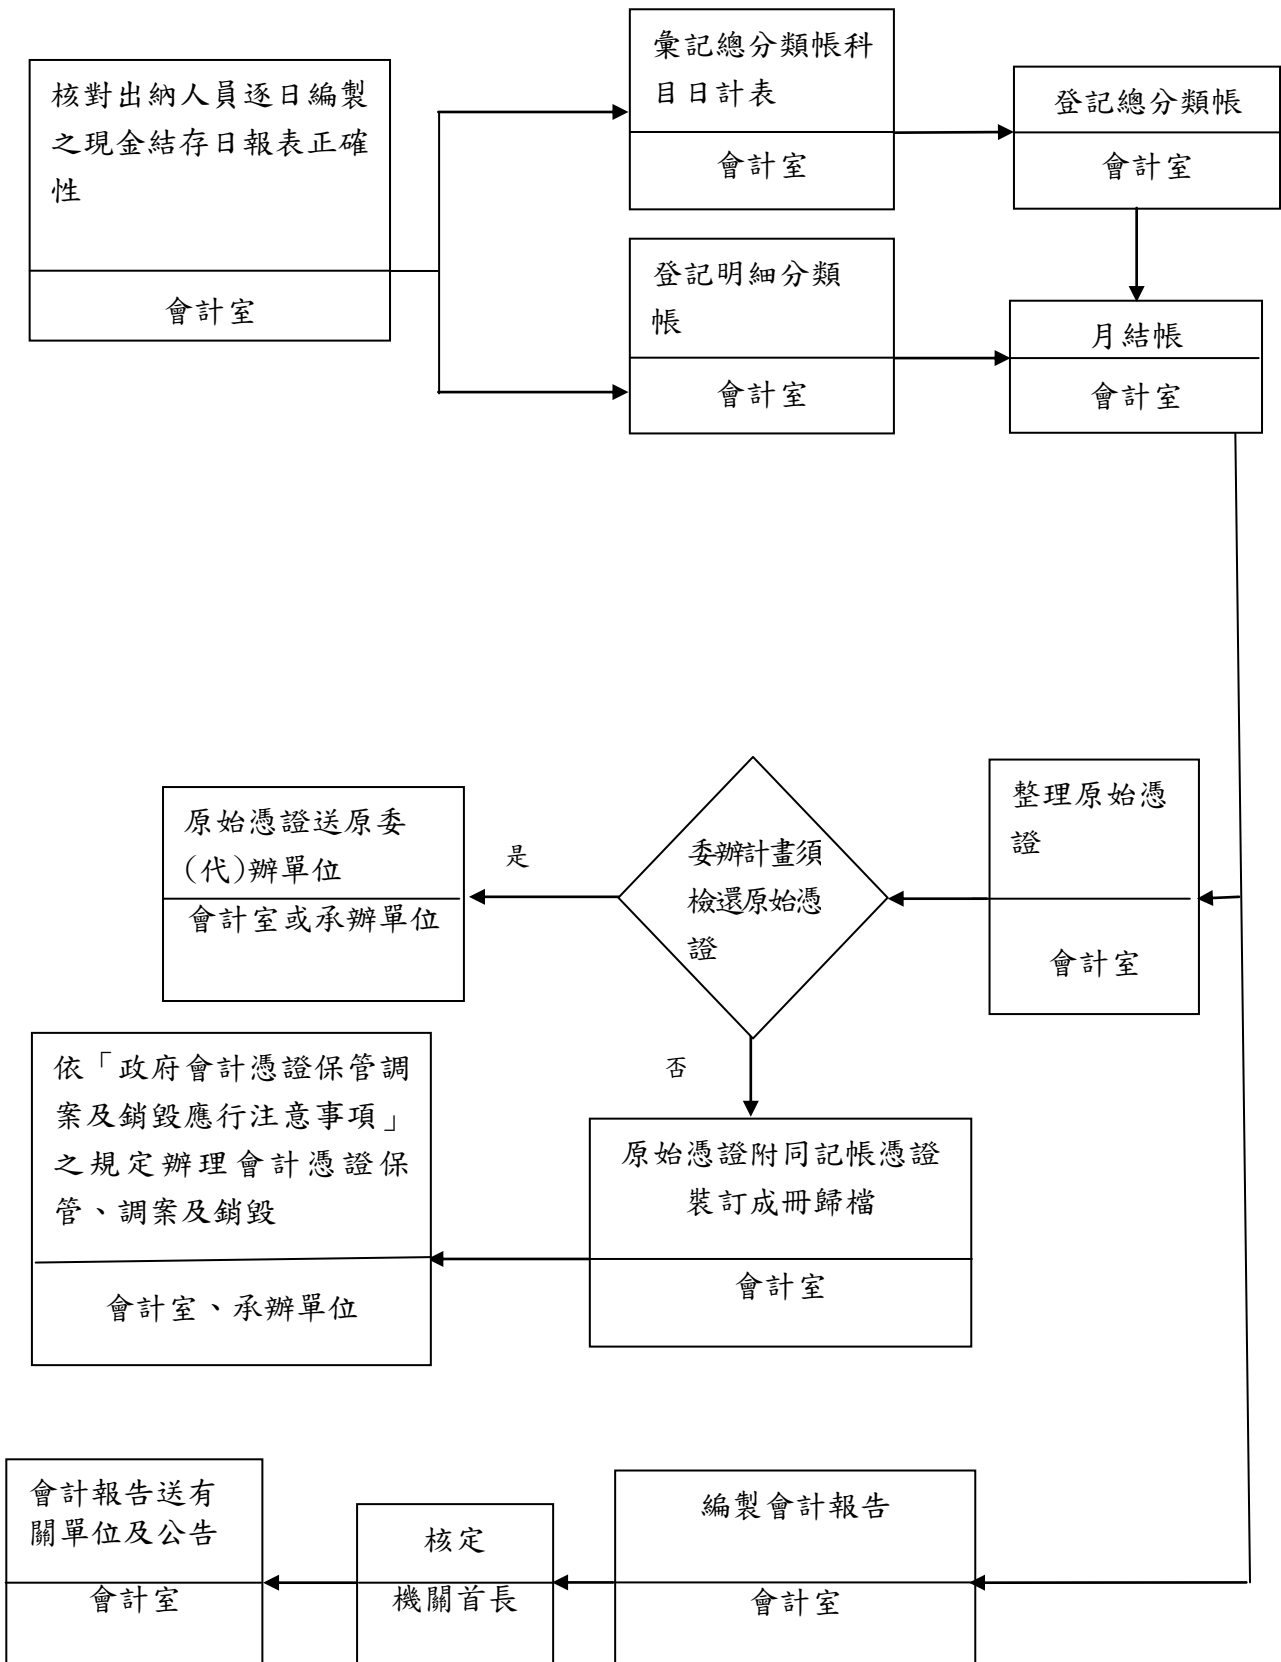 核對出納人員逐日編製
之現金結存日報表正確
性
會計室
彙記總分類帳科
目日計表
會計室
登記總分類帳
會計室
登記明細分類
帳
會計室
月結帳
會計室
整理原始憑
證
會計室
委辦計畫須
檢還原始憑
證
是
原始憑證送原委
(代)辦單位
會計室或承辦單位
否
原始憑證附同記帳憑證
裝訂成冊歸檔
會計室
依「政府會計憑證保管調
案及銷毀應行注意事項」
之規定辦理會計憑證保
管、調案及銷毀
會計室、承辦單位
編製會計報告
會計室
核定
機關首長
會計報告送有
關單位及公告
會計室